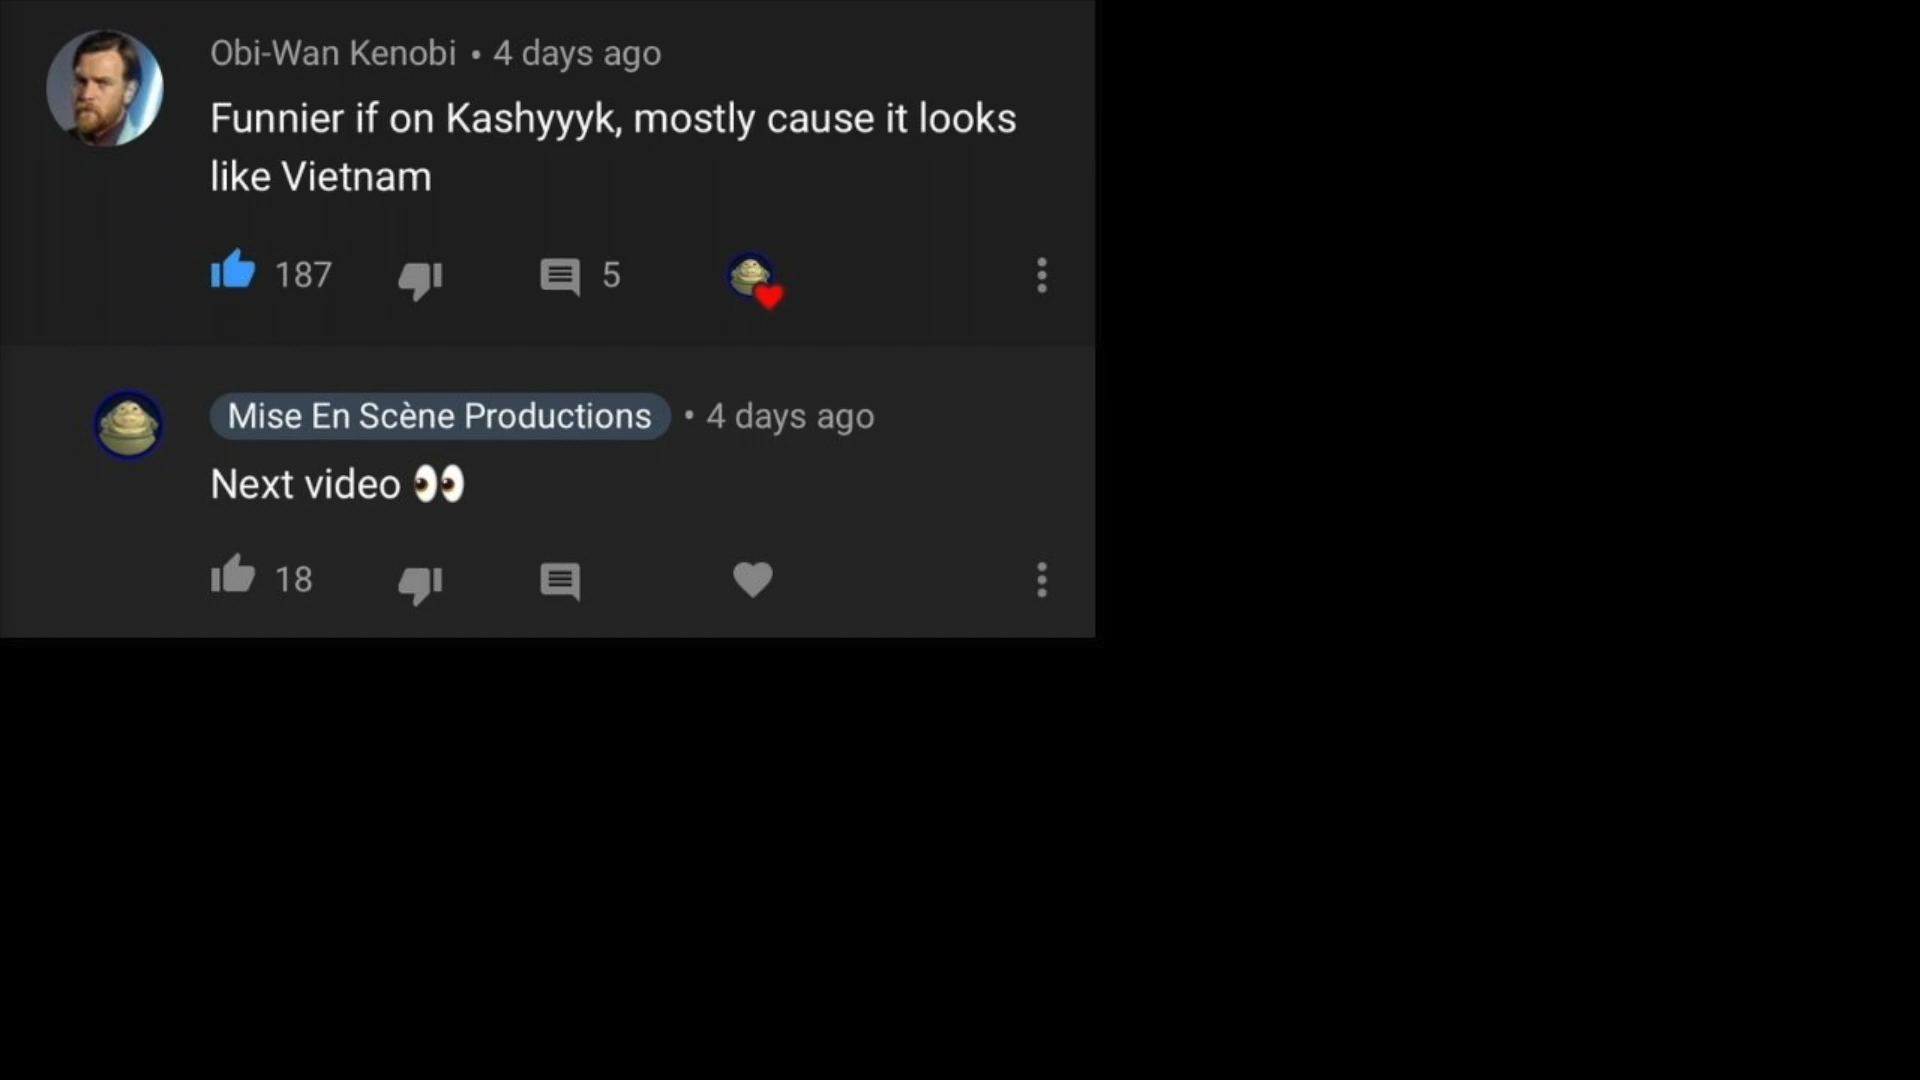 Obi-Wan Kenobi • 4 days ago
Funnier if on Kashyyyk, mostly cause it looks
like Vietnam
187 5
Mise En Scène Productions • 4 days ago
Next video 👀
18